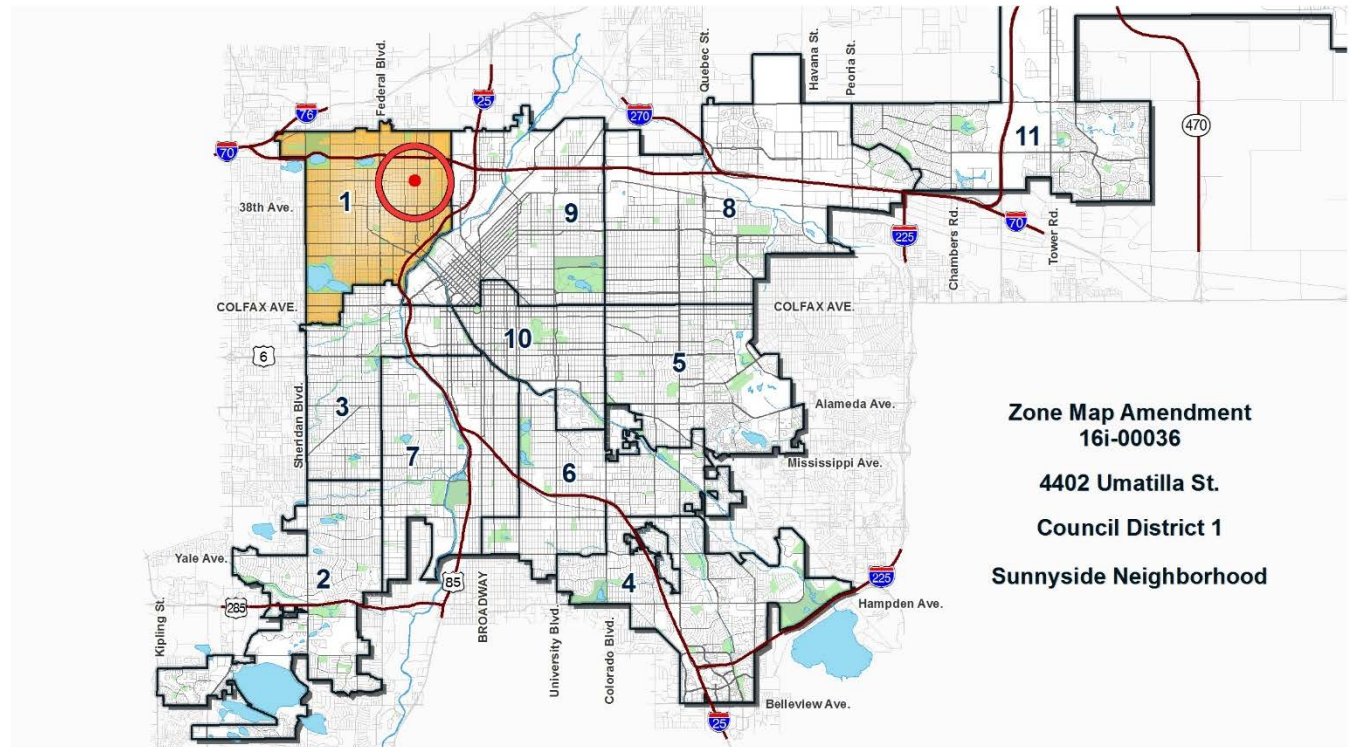 Federal Blvd.
Quebec St.
Havana St.
Peoria St.
76
25
270
70
470
11
1
38th Ave.
9
8
225
70
Chambers Rd.
Tower Rd.
COLFAX AVE.
COLFAX AVE.
10
6
5
Sheridan Blvd.
3
Alameda Ave.
7
6
Mississippi Ave.
Yale Ave.
2
85
BROADWAY
4
225
285
Hampden Ave.
Kipling St.
University Blvd.
Colorado Blvd.
Belleview Ave.
25
Zone Map Amendment
16i-00036
4402 Umatilla St.
Council District 1
Sunnyside Neighborhood